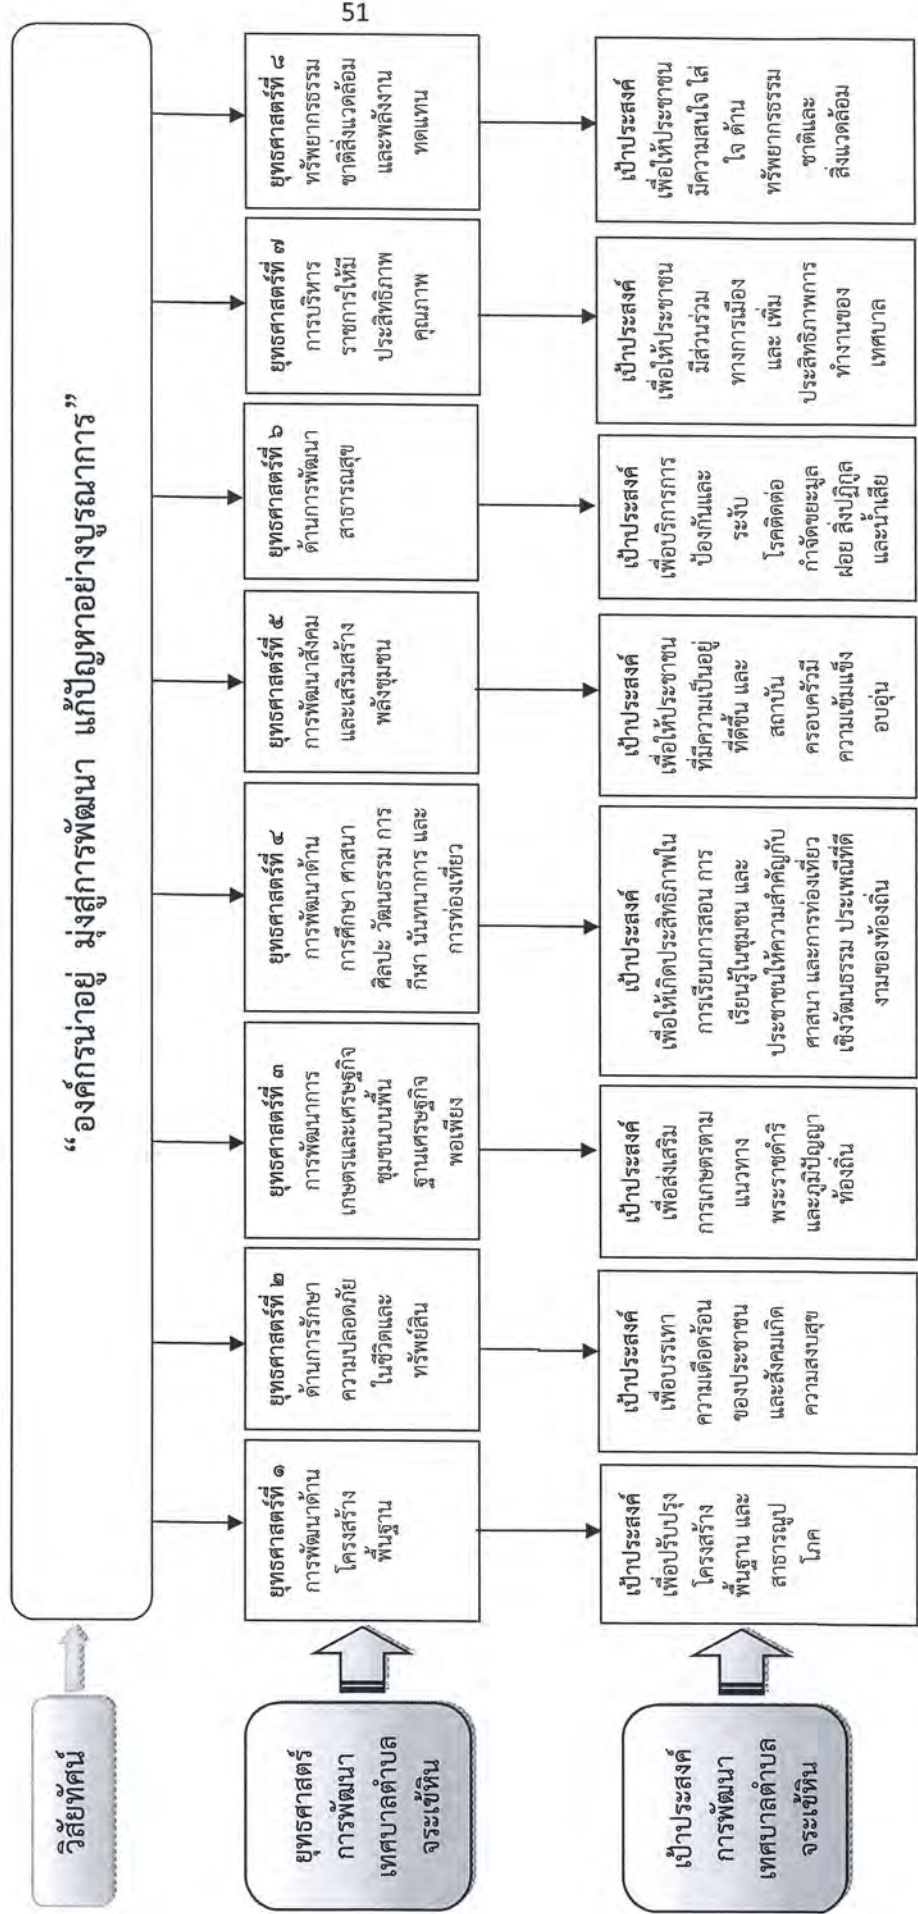 51
วิสัยทัศน์
“องค์กรน่าอยู่ มุ่งสู่การพัฒนา แก้ปัญหาอย่างบูรณาการ”
ยุทธศาสตร์
การพัฒนา
เทศบาลตำบล
จระเข้หิน
ยุทธศาสตร์ที่ ๑
การพัฒนาด้าน
โครงสร้าง
พื้นฐาน
ยุทธศาสตร์ที่ ๒
ด้านการรักษา
ความปลอดภัย
ในชีวิตและ
ทรัพย์สิน
ยุทธศาสตร์ที่ ๓
การพัฒนาการ
เกษตรและเศรษฐกิจ
ชุมชนบนพื้น
ฐานเศรษฐกิจ
พอเพียง
ยุทธศาสตร์ที่ ๔
การพัฒนาด้าน
การศึกษา ศาสนา
ศิลปะ วัฒนธรรม การ
กีฬา นันทนาการ และ
การท่องเที่ยว
ยุทธศาสตร์ที่ ๕
การพัฒนาสังคม
และเสริมสร้าง
พลังชุมชน
ยุทธศาสตร์ที่ ๖
ด้านการพัฒนา
สาธารณสุข
ยุทธศาสตร์ที่ ๗
การบริหาร
ราชการให้มี
ประสิทธิภาพ
คุณภาพ
ยุทธศาสตร์ที่ ๘
ทรัพยากรธรรม
ชาติสิ่งแวดล้อม
และพลังงาน
ทดแทน
เป้าประสงค์
การพัฒนา
เทศบาลตำบล
จระเข้หิน
เป้าประสงค์
เพื่อปรับปรุง
โครงสร้าง
พื้นฐาน และ
สาธารณูป
โภค
เป้าประสงค์
เพื่อบรรเทา
ความเดือดร้อน
ของประชาชน
และสังคมเกิด
ความสงบสุข
เป้าประสงค์
เพื่อส่งเสริม
การเกษตรตาม
แนวทาง
พระราชดำริ
และภูมิปัญญา
ท้องถิ่น
เป้าประสงค์
เพื่อให้เกิดประสิทธิภาพใน
การเรียนการสอน การ
เรียนรู้ในชุมชน และ
ประชาชนให้ความสำคัญกับ
ศาสนา และการท่องเที่ยว
เชิงวัฒนธรรม ประเพณีที่ดี
งามของท้องถิ่น
เป้าประสงค์
เพื่อให้ประชาชน
ที่มีความเป็นอยู่
ที่ดีขึ้น และ
สถาบัน
ครอบครัวมี
ความเข้มแข็ง
อบอุ่น
เป้าประสงค์
เพื่อบริการการ
ป้องกันและ
ระงับ
โรคติดต่อ
กำจัดขยะมูล
ฝอย สิ่งปฏิกูล
และน้ำเสีย
เป้าประสงค์
เพื่อให้ประชาชน
มีส่วนร่วม
ทางการเมือง
และ เพิ่ม
ประสิทธิภาพการ
ทำงานของ
เทศบาล
เป้าประสงค์
เพื่อให้ประชาชน
มีความสนใจ ใส่
ใจ ด้าน
ทรัพยากรธรรม
ชาติและ
สิ่งแวดล้อม